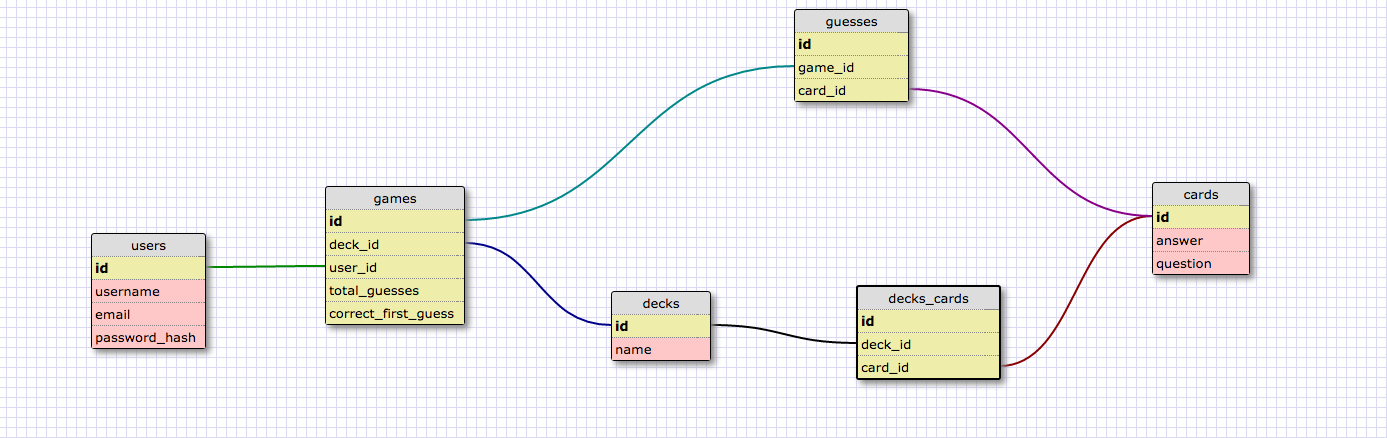 guesses
id
game_id
card_id
games
id
deck_id
user_id
total_guesses
correct_first_guess
users
id
username
email
password_hash
decks
id
name
decks_cards
id
deck_id
card_id
cards
id
answer
question